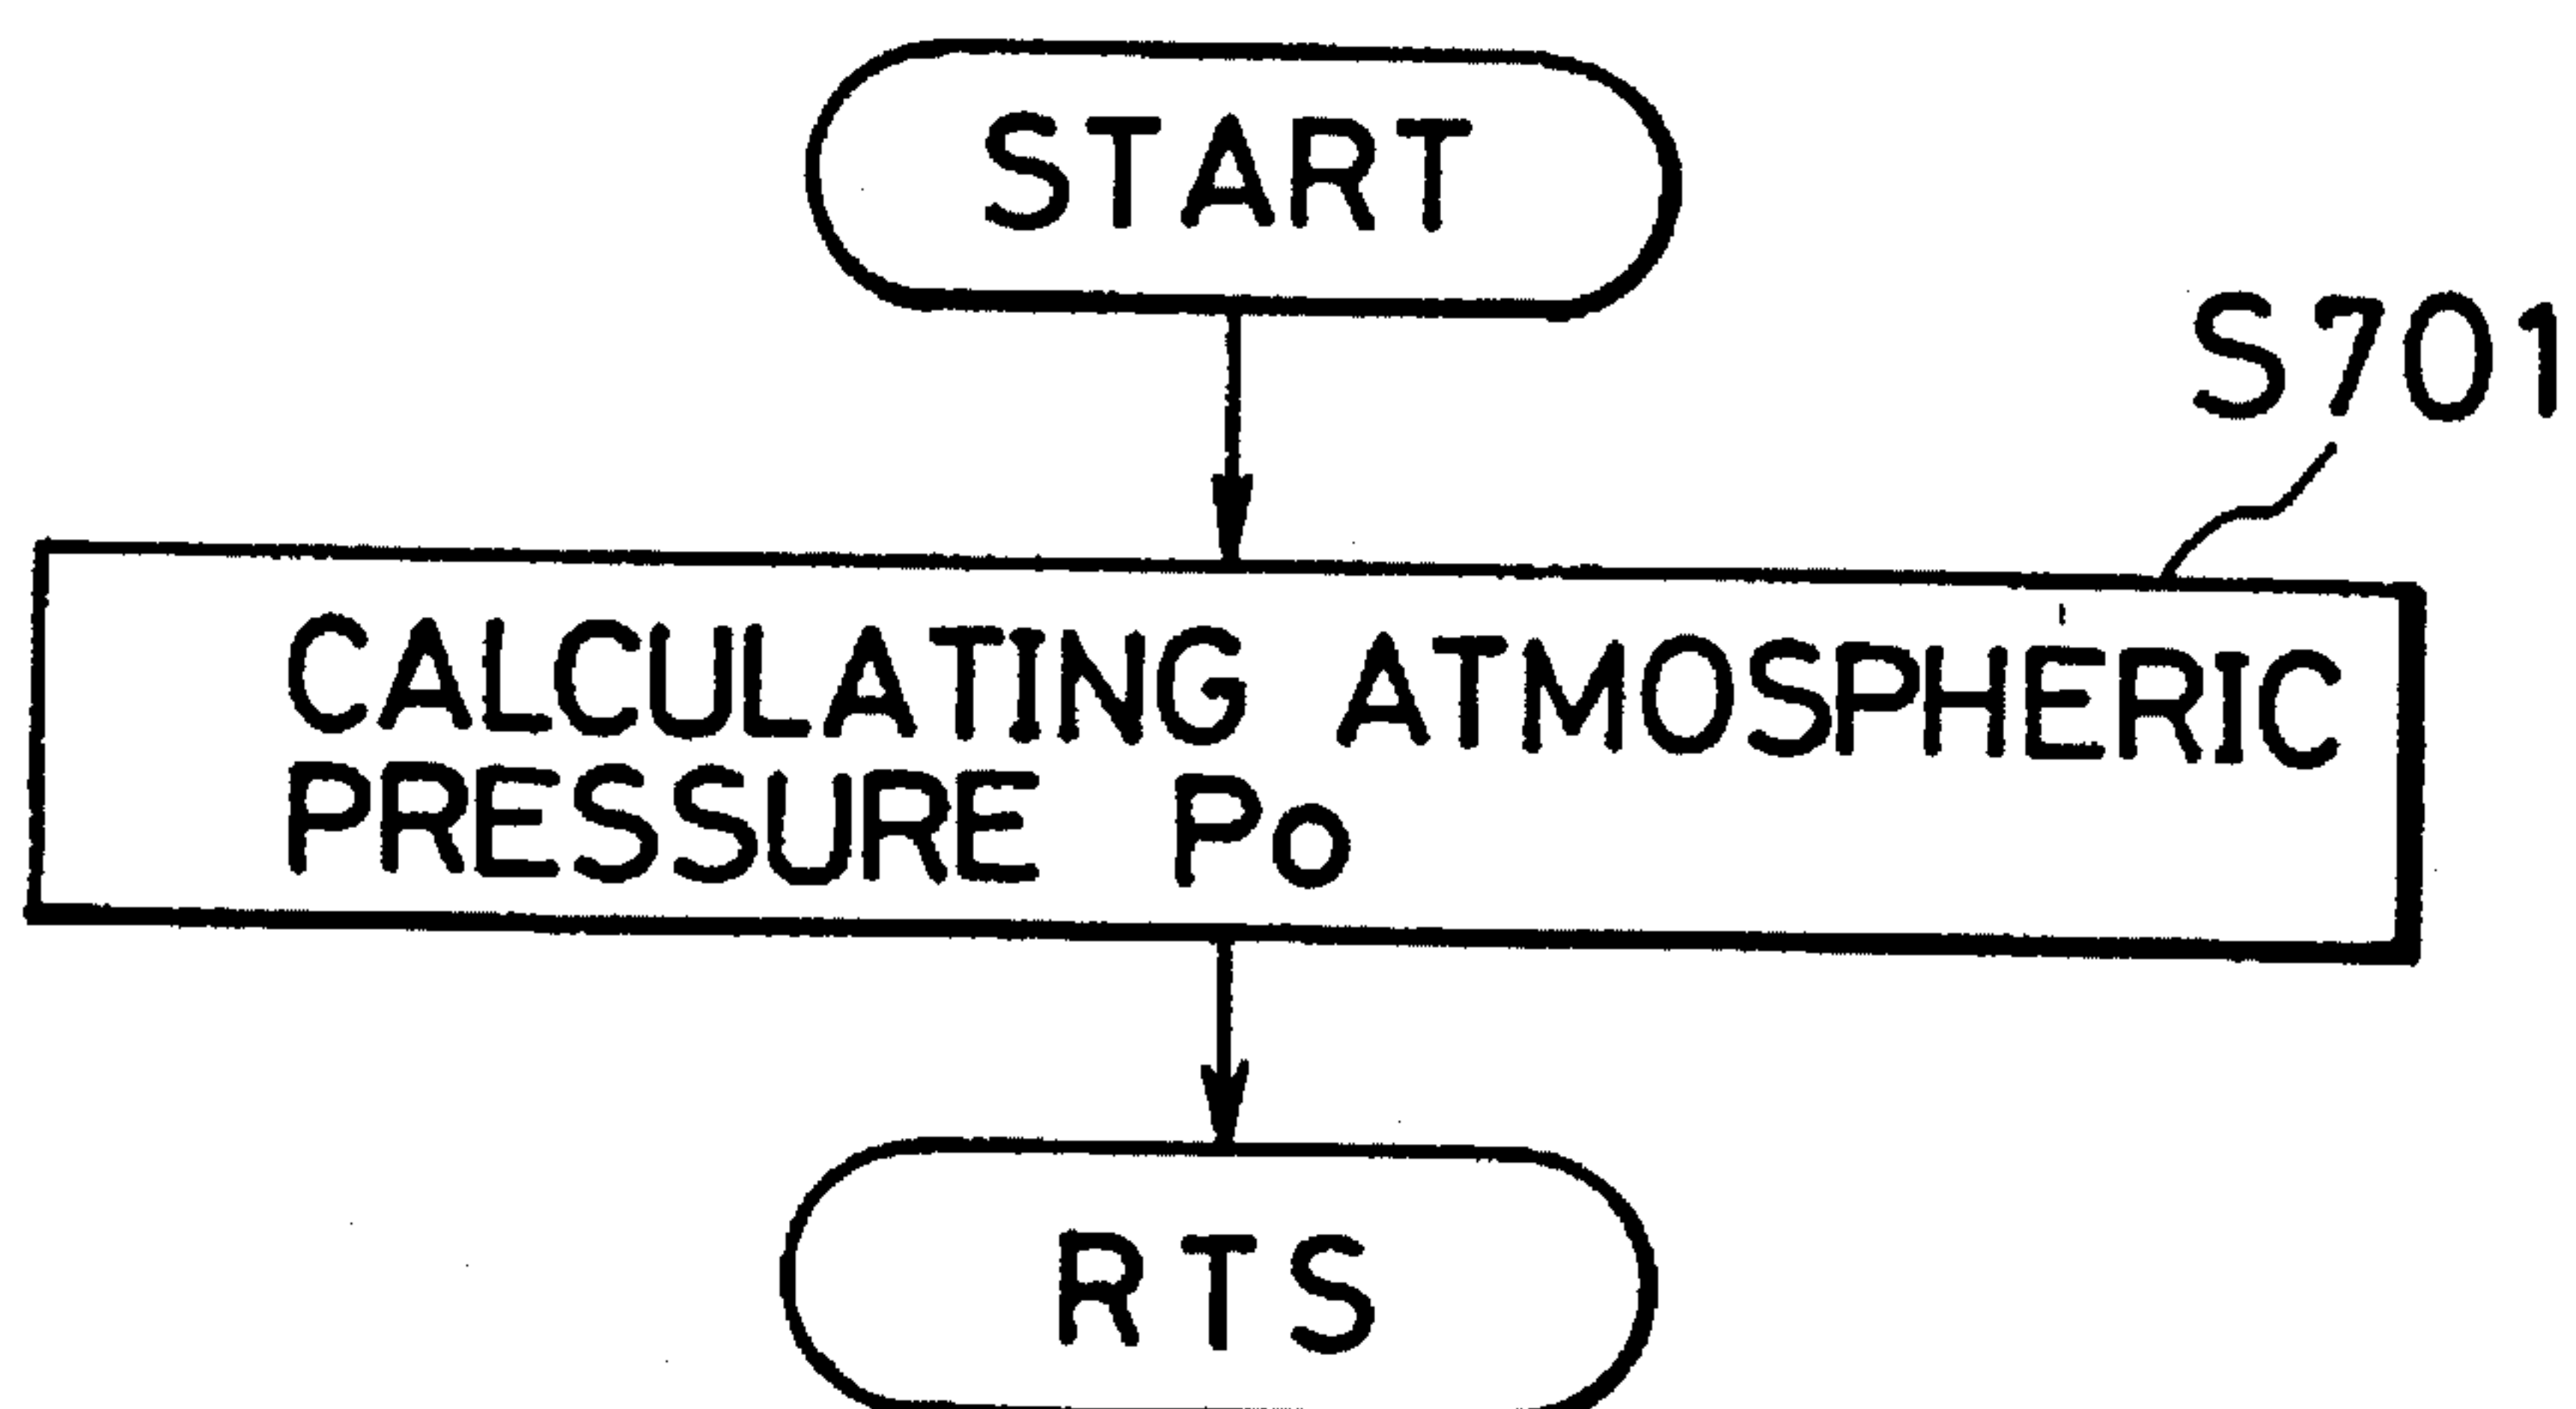 START
S701
CALCULATING ATMOSPHERIC
PRESSURE Po
RTS